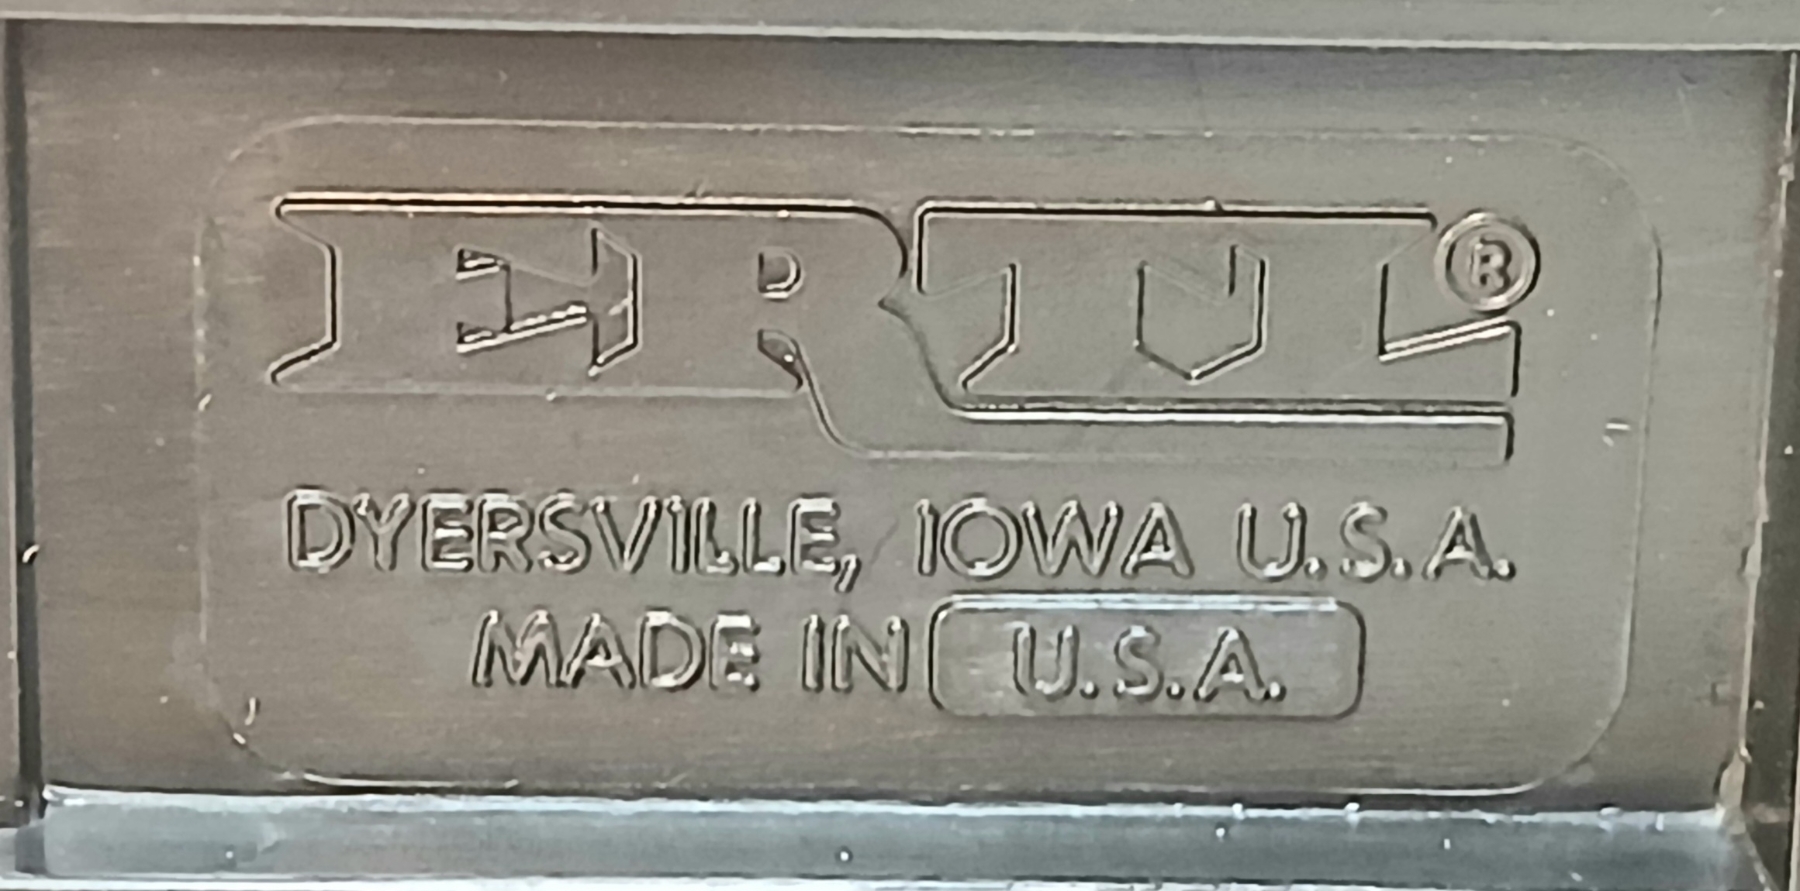 ERTL®
DYERSVILLE, IOWA U.S.A.
MADE IN U.S.A.